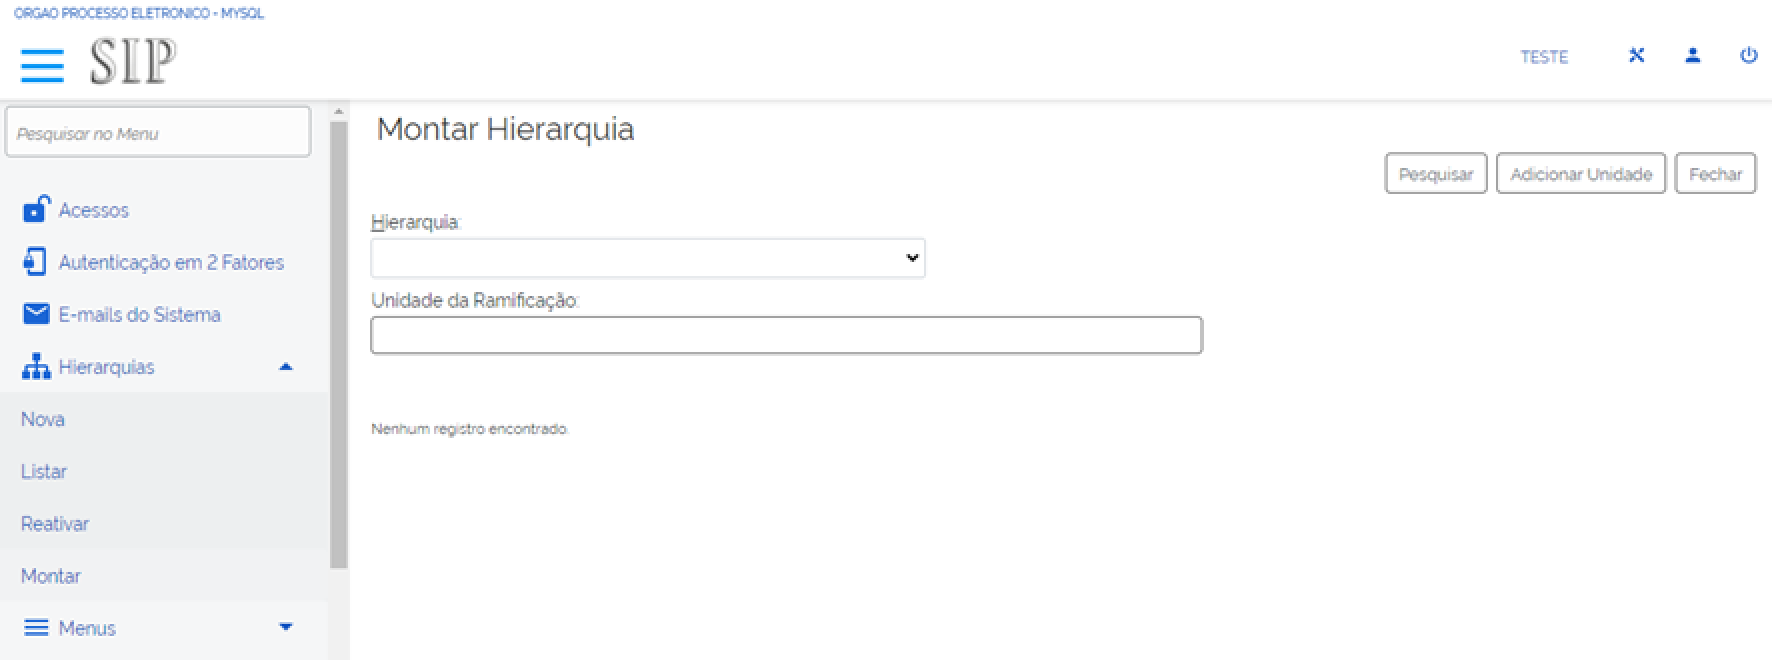 ORGAO PROCESSO ELETRONICO - MYSQL
SIP
TESTE
Pesquisar no Menu
Acessos
Autenticação em 2 Fatores
E-mails do Sistema
Hierarquias
Nova
Listar
Reativar
Montar
Menus
Montar Hierarquia
Pesquisar Adicionar Unidade Fechar
Hierarquia:
Unidade da Ramificação:
Nenhum registro encontrado.